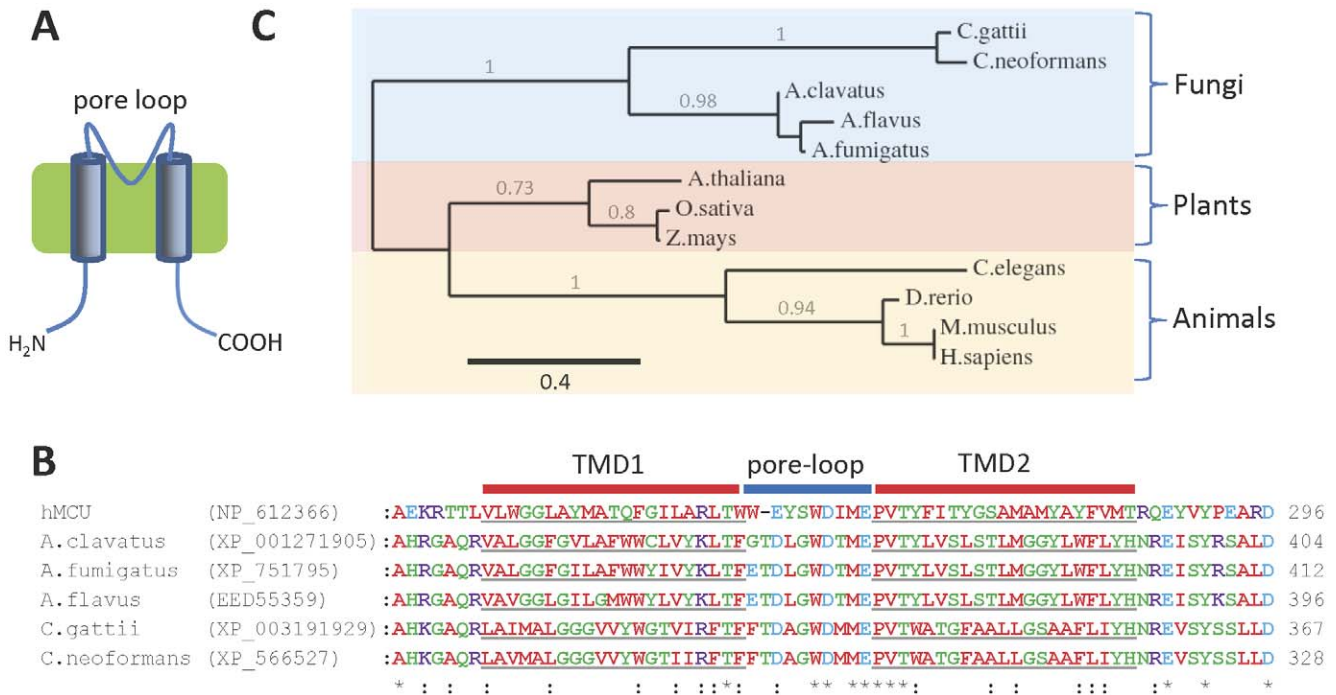 A
pore loop
H2N
COOH
C
1
1
0.98
C.gattii
C.neoformans
A.clavatus
A.flavus
A.fumigatus
Fungi
0.73
0.8
A.thaliana
O.sativa
Z.mays
Plants
1
0.94
1
C.elegans
D.rerio
M.musculus
H.sapiens
Animals
0.4
B
TMD1 pore-loop TMD2
hMCU (NP_612366) :AEKRTTLVLWGGLAYMATQFGILARLTWW-EYSWDIMEPVTYFITYGSAMAMYAYFVMTRQEYVYPEARD 296
A.clavatus (XP_001271905):AHRGAQRVALGGFGVLAFWWCLVYKLTFGTDLGWDTMEPVTYLVSLSTLMGGYLWFLYHNREISYRSALD 404
A.fumigatus (XP_751795) :AHRGAQRVALGGFGILAFWWYIVYKLTFETDLGWDTMEPVTYLVSLSTLMGGYLWFLYHNREISYRSALD 412
A.flavus (EED55359) :AHRGAQRVAVGGLGILGMWWYLVYKLTFETDLGWDTMEPVTYLVSLSTLMGGYLWFLYHNREISYKSALD 396
C.gattii (XP_003191929):AHKGAQRLAIMALGGGVVYWGTVIRFTFFTDAGWDMMEPVTWATGFAALLGSAAFLIYHNREVSYSSLLD 367
C.neoformans (XP_566527) :AHKGAQRLAVMALGGGVVYWGTIIRFTFFTDAGWDMMEPVTWATGFAALLGSAAFLIYHNREVSYSSLLD 328
* : : : : : :*: : ** ***** : : ::: :* * *